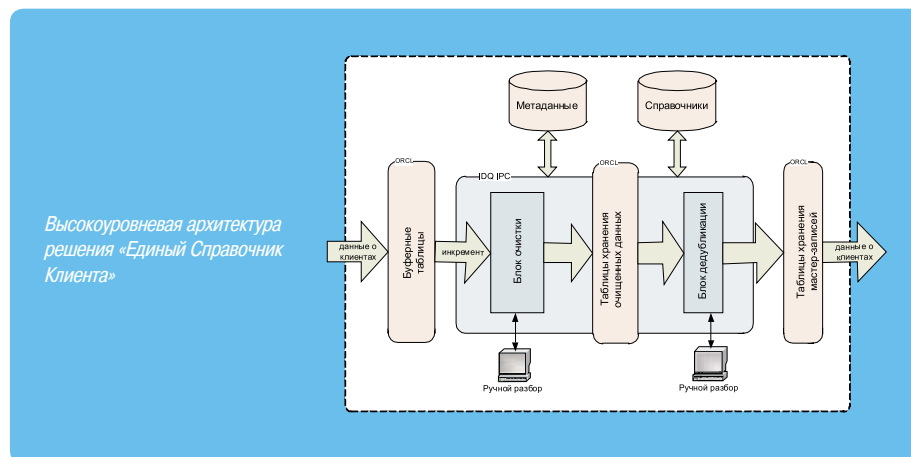 Высокоуровневая архитектура
решения «Единый Справочник
Клиента»
Метаданные
Справочники
ORCL
ORCL
ORCL
IDQ IPC
данные о
клиентах
Буферные
таблицы
инкремент
Блок очистки
Таблицы хранения
очищенных данных
Блок дедубликации
Таблицы хранения
мастер-записей
данные о
клиентах
Ручной разбор
Ручной разбор